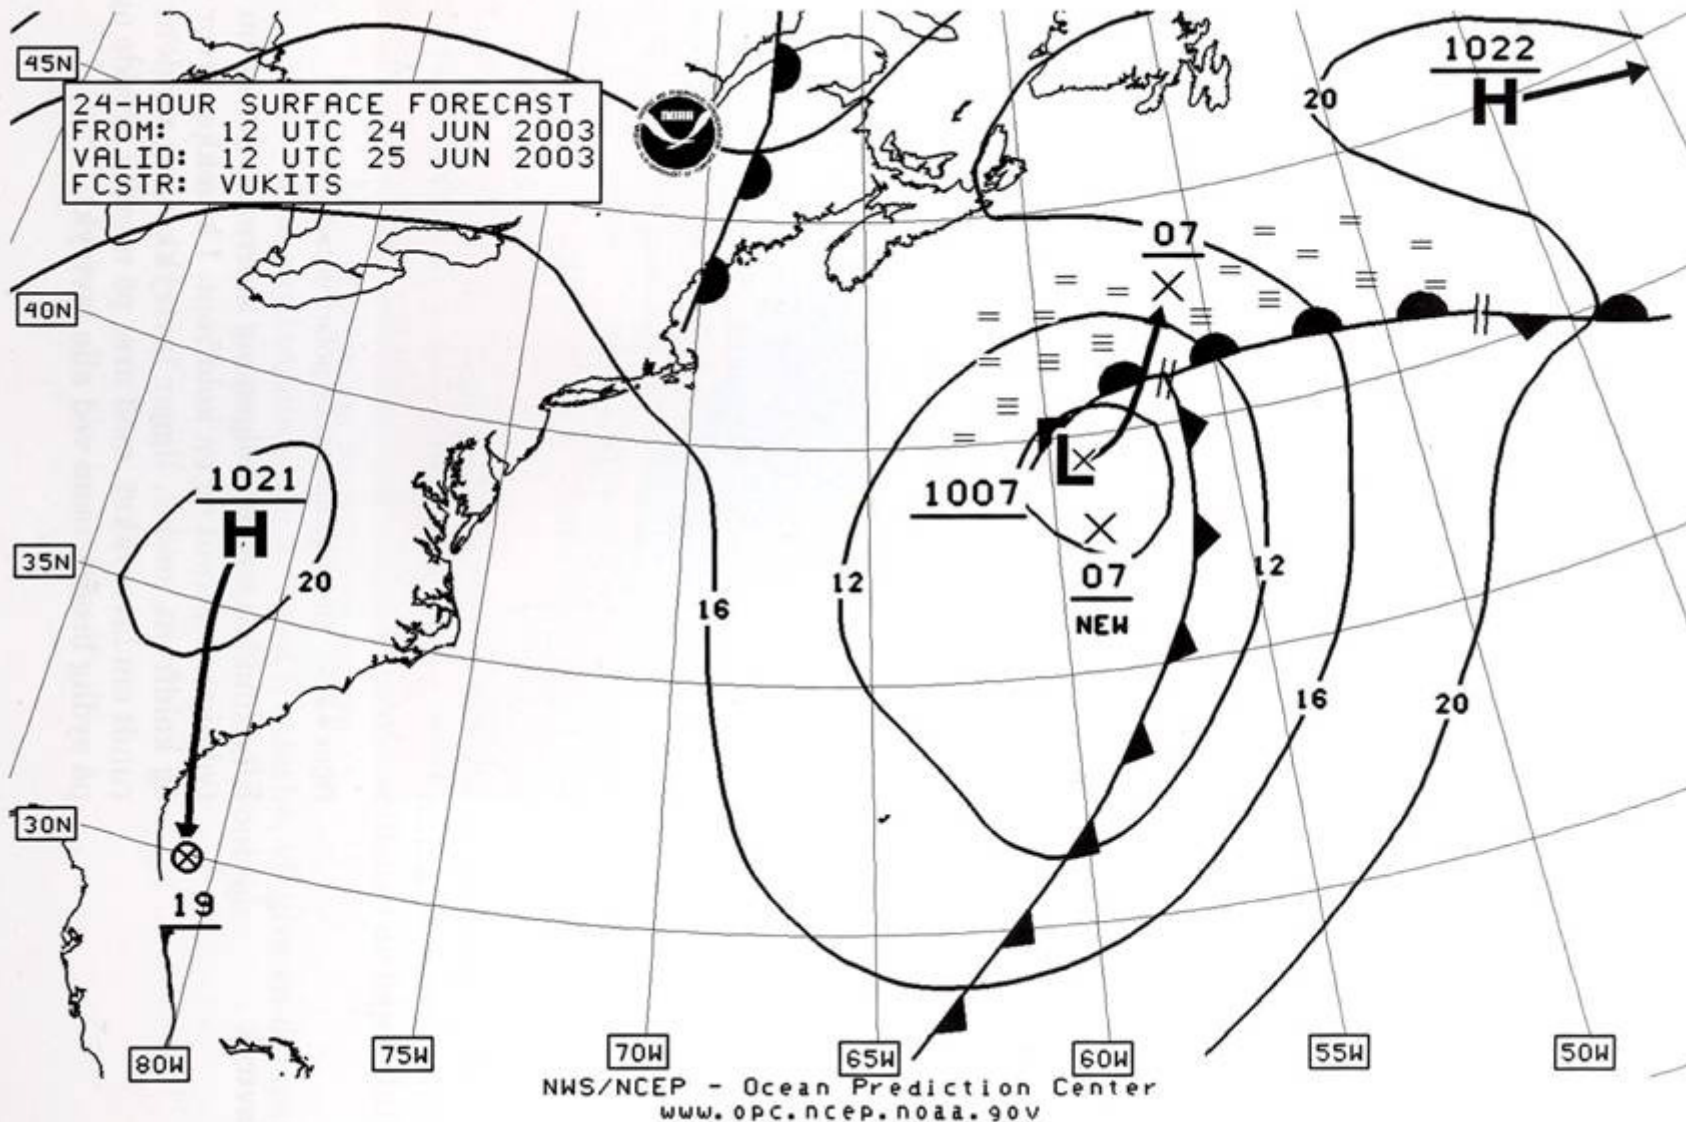 45N
1022
H
24-HOUR SURFACE FORECAST
FROM: 12 UTC 24 JUN 2003
VALID: 12 UTC 25 JUN 2003
FCSTR: VUKITS
NOAA
20
07
40N
1021
H
20
L
1007
35N
12
07
NEW
12
16
16
20
30N
19
80W
75W
70W
65W
60W
55W
50W
NWS/NCEP - Ocean Prediction Center
www.opc.ncep.noaa.gov